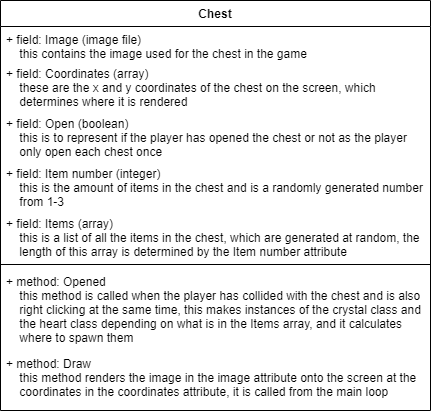 Chest
+ field: Image (image file)
this contains the image used for the chest in the game
+ field: Coordinates (array)
these are the x and y coordinates of the chest on the screen, which
determines where it is rendered
+ field: Open (boolean)
this is to represent if the player has opened the chest or not as the player
only open each chest once
+ field: Item number (integer)
this is the amount of items in the chest and is a randomly generated number
from 1-3
+ field: Items (array)
this is a list of all the items in the chest, which are generated at random, the
length of this array is determined by the Item number attribute
+ method: Opened
this method is called when the player has collided with the chest and is also
right clicking at the same time, this makes instances of the crystal class and
the heart class depending on what is in the Items array, and it calculates
where to spawn them
+ method: Draw
this method renders the image in the image attribute onto the screen at the
coordinates in the coordinates attribute, it is called from the main loop